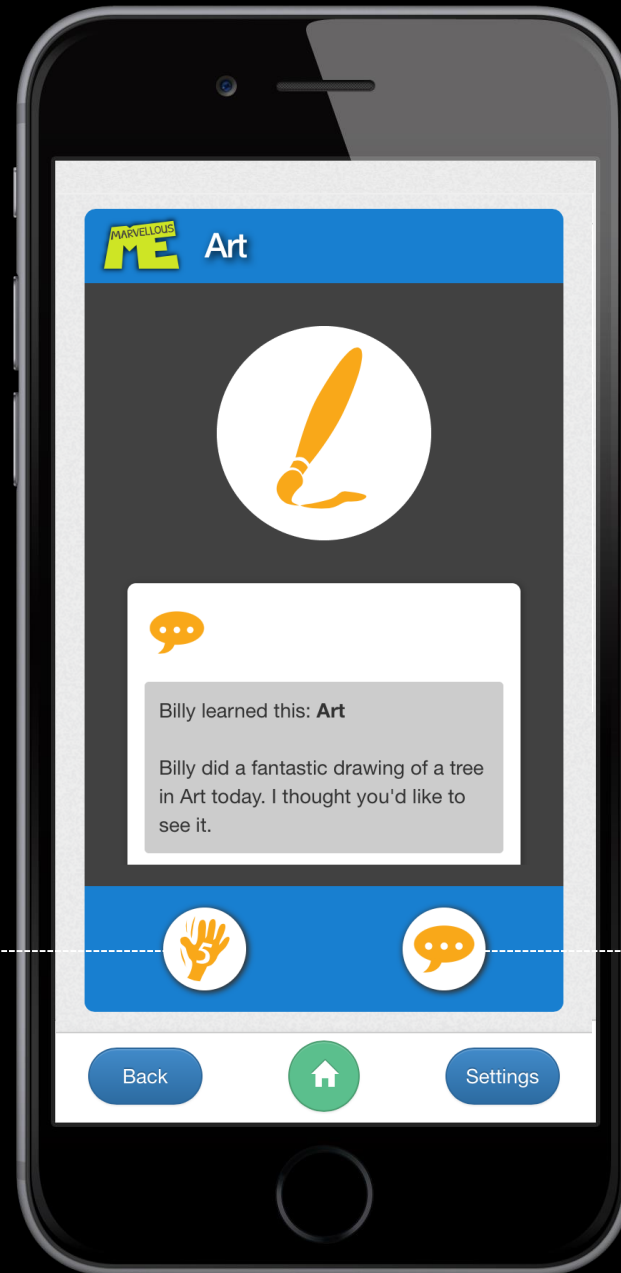 MARVELLOUS
ME
Art
Billy learned this: Art
Billy did a fantastic drawing of a tree
in Art today. I thought you'd like to
see it.
5
Back
Settings